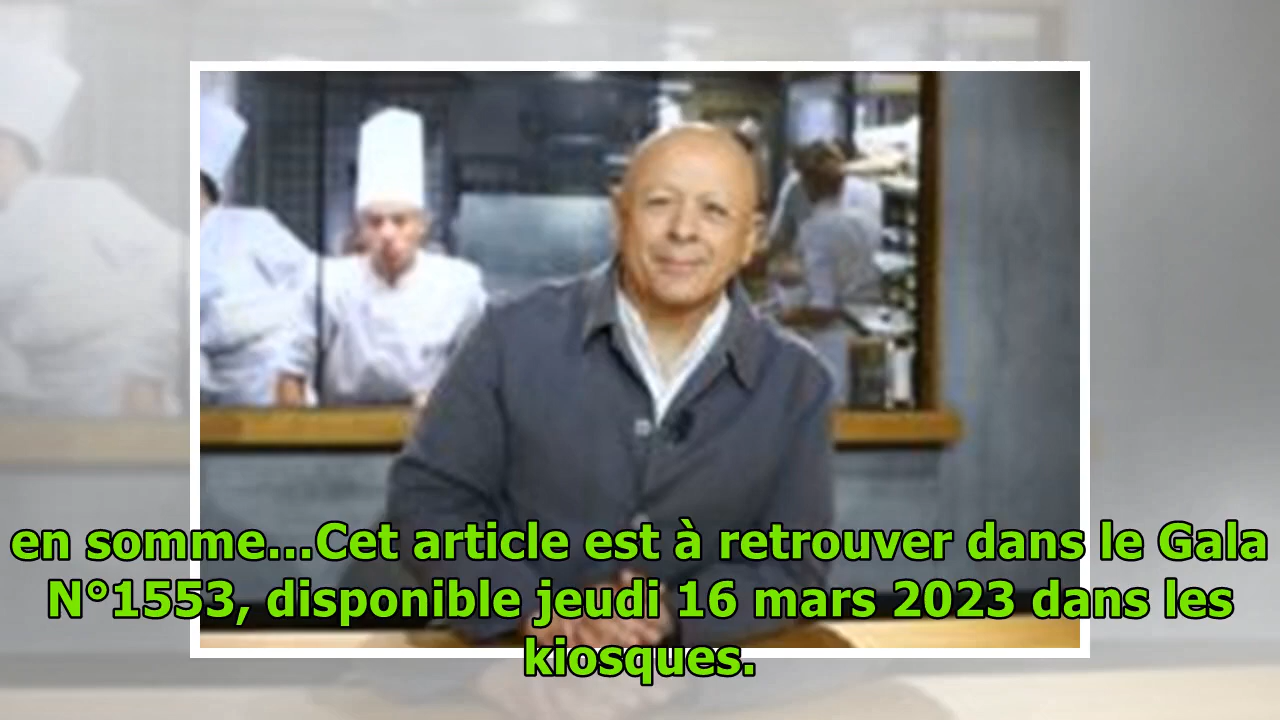 en somme...Cet article est à retrouver dans le Gala
N°1553, disponible jeudi 16 mars 2023 dans les
kiosques.